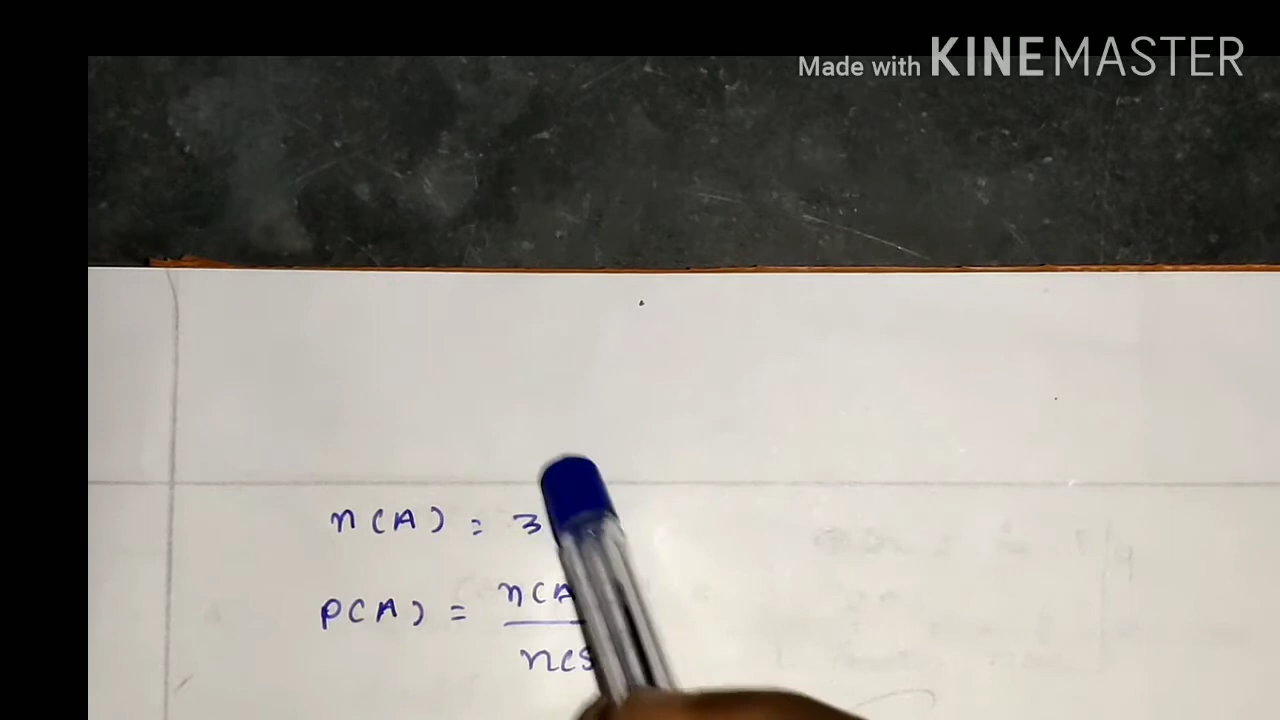 Made with KINEMASTER
n(A) = 3
P(A) = n(A
n(S